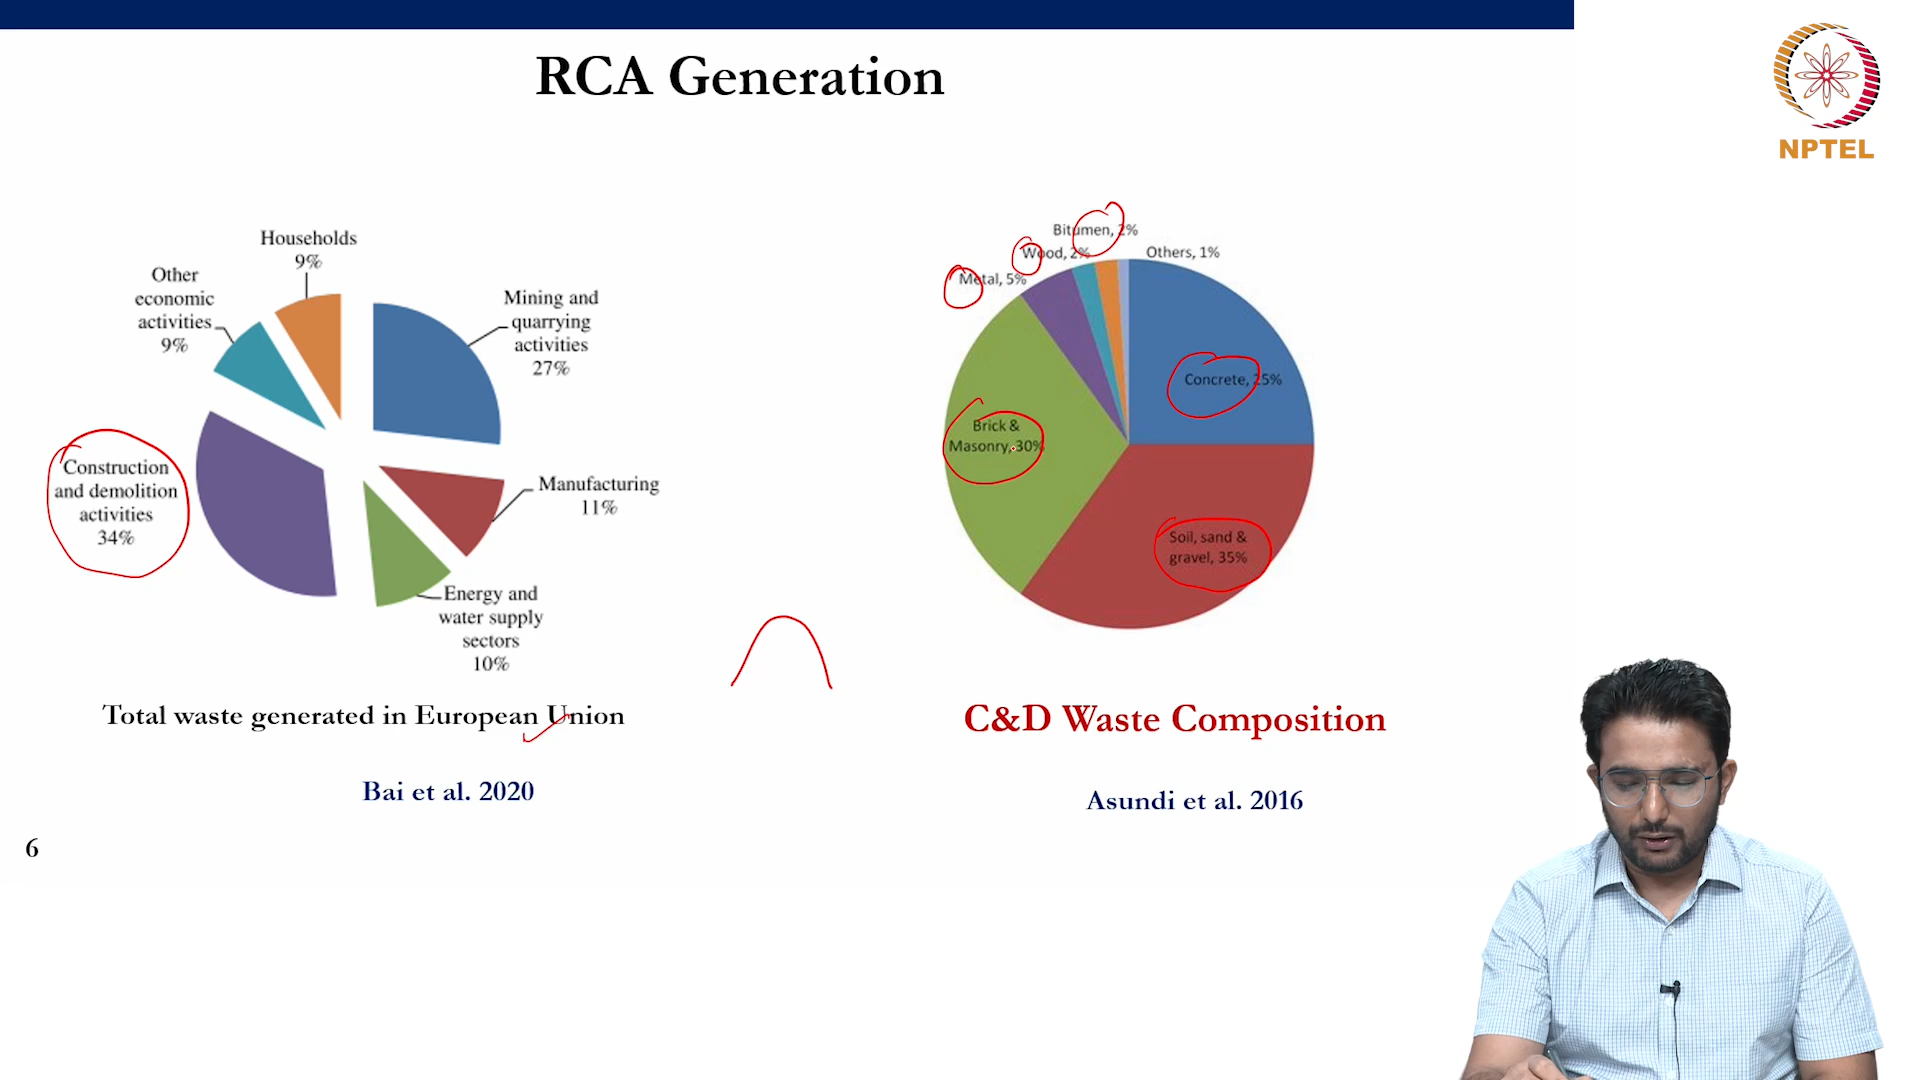 RCA Generation
NPTEL
Households
9%
Other
economic
activities
9%
Mining and
quarrying
activities
27%
Construction
and demolition
activities
34%
Manufacturing
11%
Energy and
water supply
sectors
10%
Total waste generated in European Union
Bai et al. 2020
Bitumen, 2%
Wood, 2%
Others, 1%
Metal, 5%
Concrete, 25%
Brick &
Masonry, 30%
Soil, sand &
gravel, 35%
C&D Waste Composition
Asundi et al. 2016
6